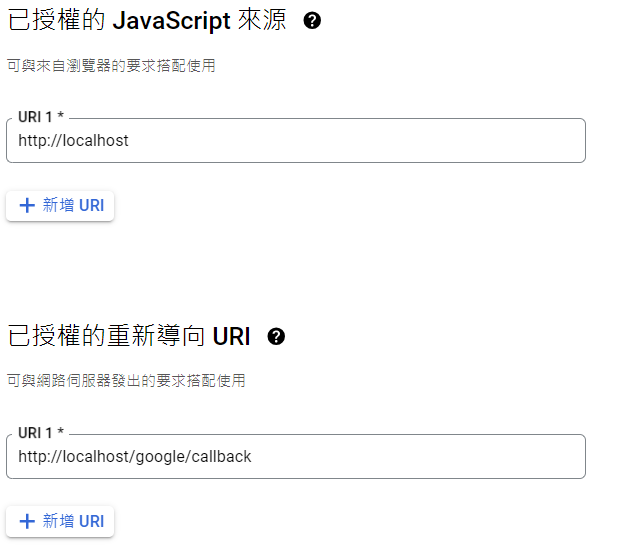 已授權的 JavaScript 來源
可與來自瀏覽器的要求搭配使用
URI 1 *
http://localhost
+ 新增 URI
已授權的重新導向 URI
可與網路伺服器發出的要求搭配使用
URI 1 *
http://localhost/google/callback
+ 新增 URI